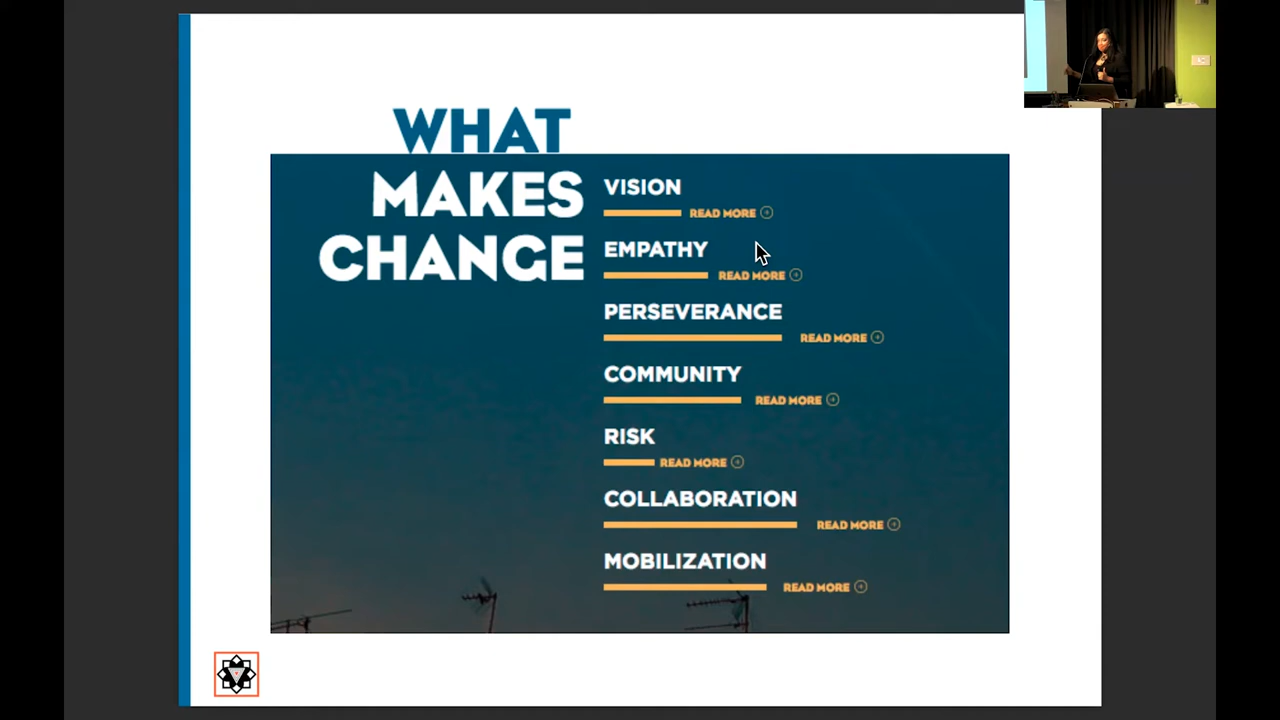 WHAT
MAKES
CHANGE
VISION
READ MORE
EMPATHY
READ MORE
PERSEVERANCE
READ MORE
COMMUNITY
READ MORE
RISK
READ MORE
COLLABORATION
READ MORE
MOBILIZATION
READ MORE